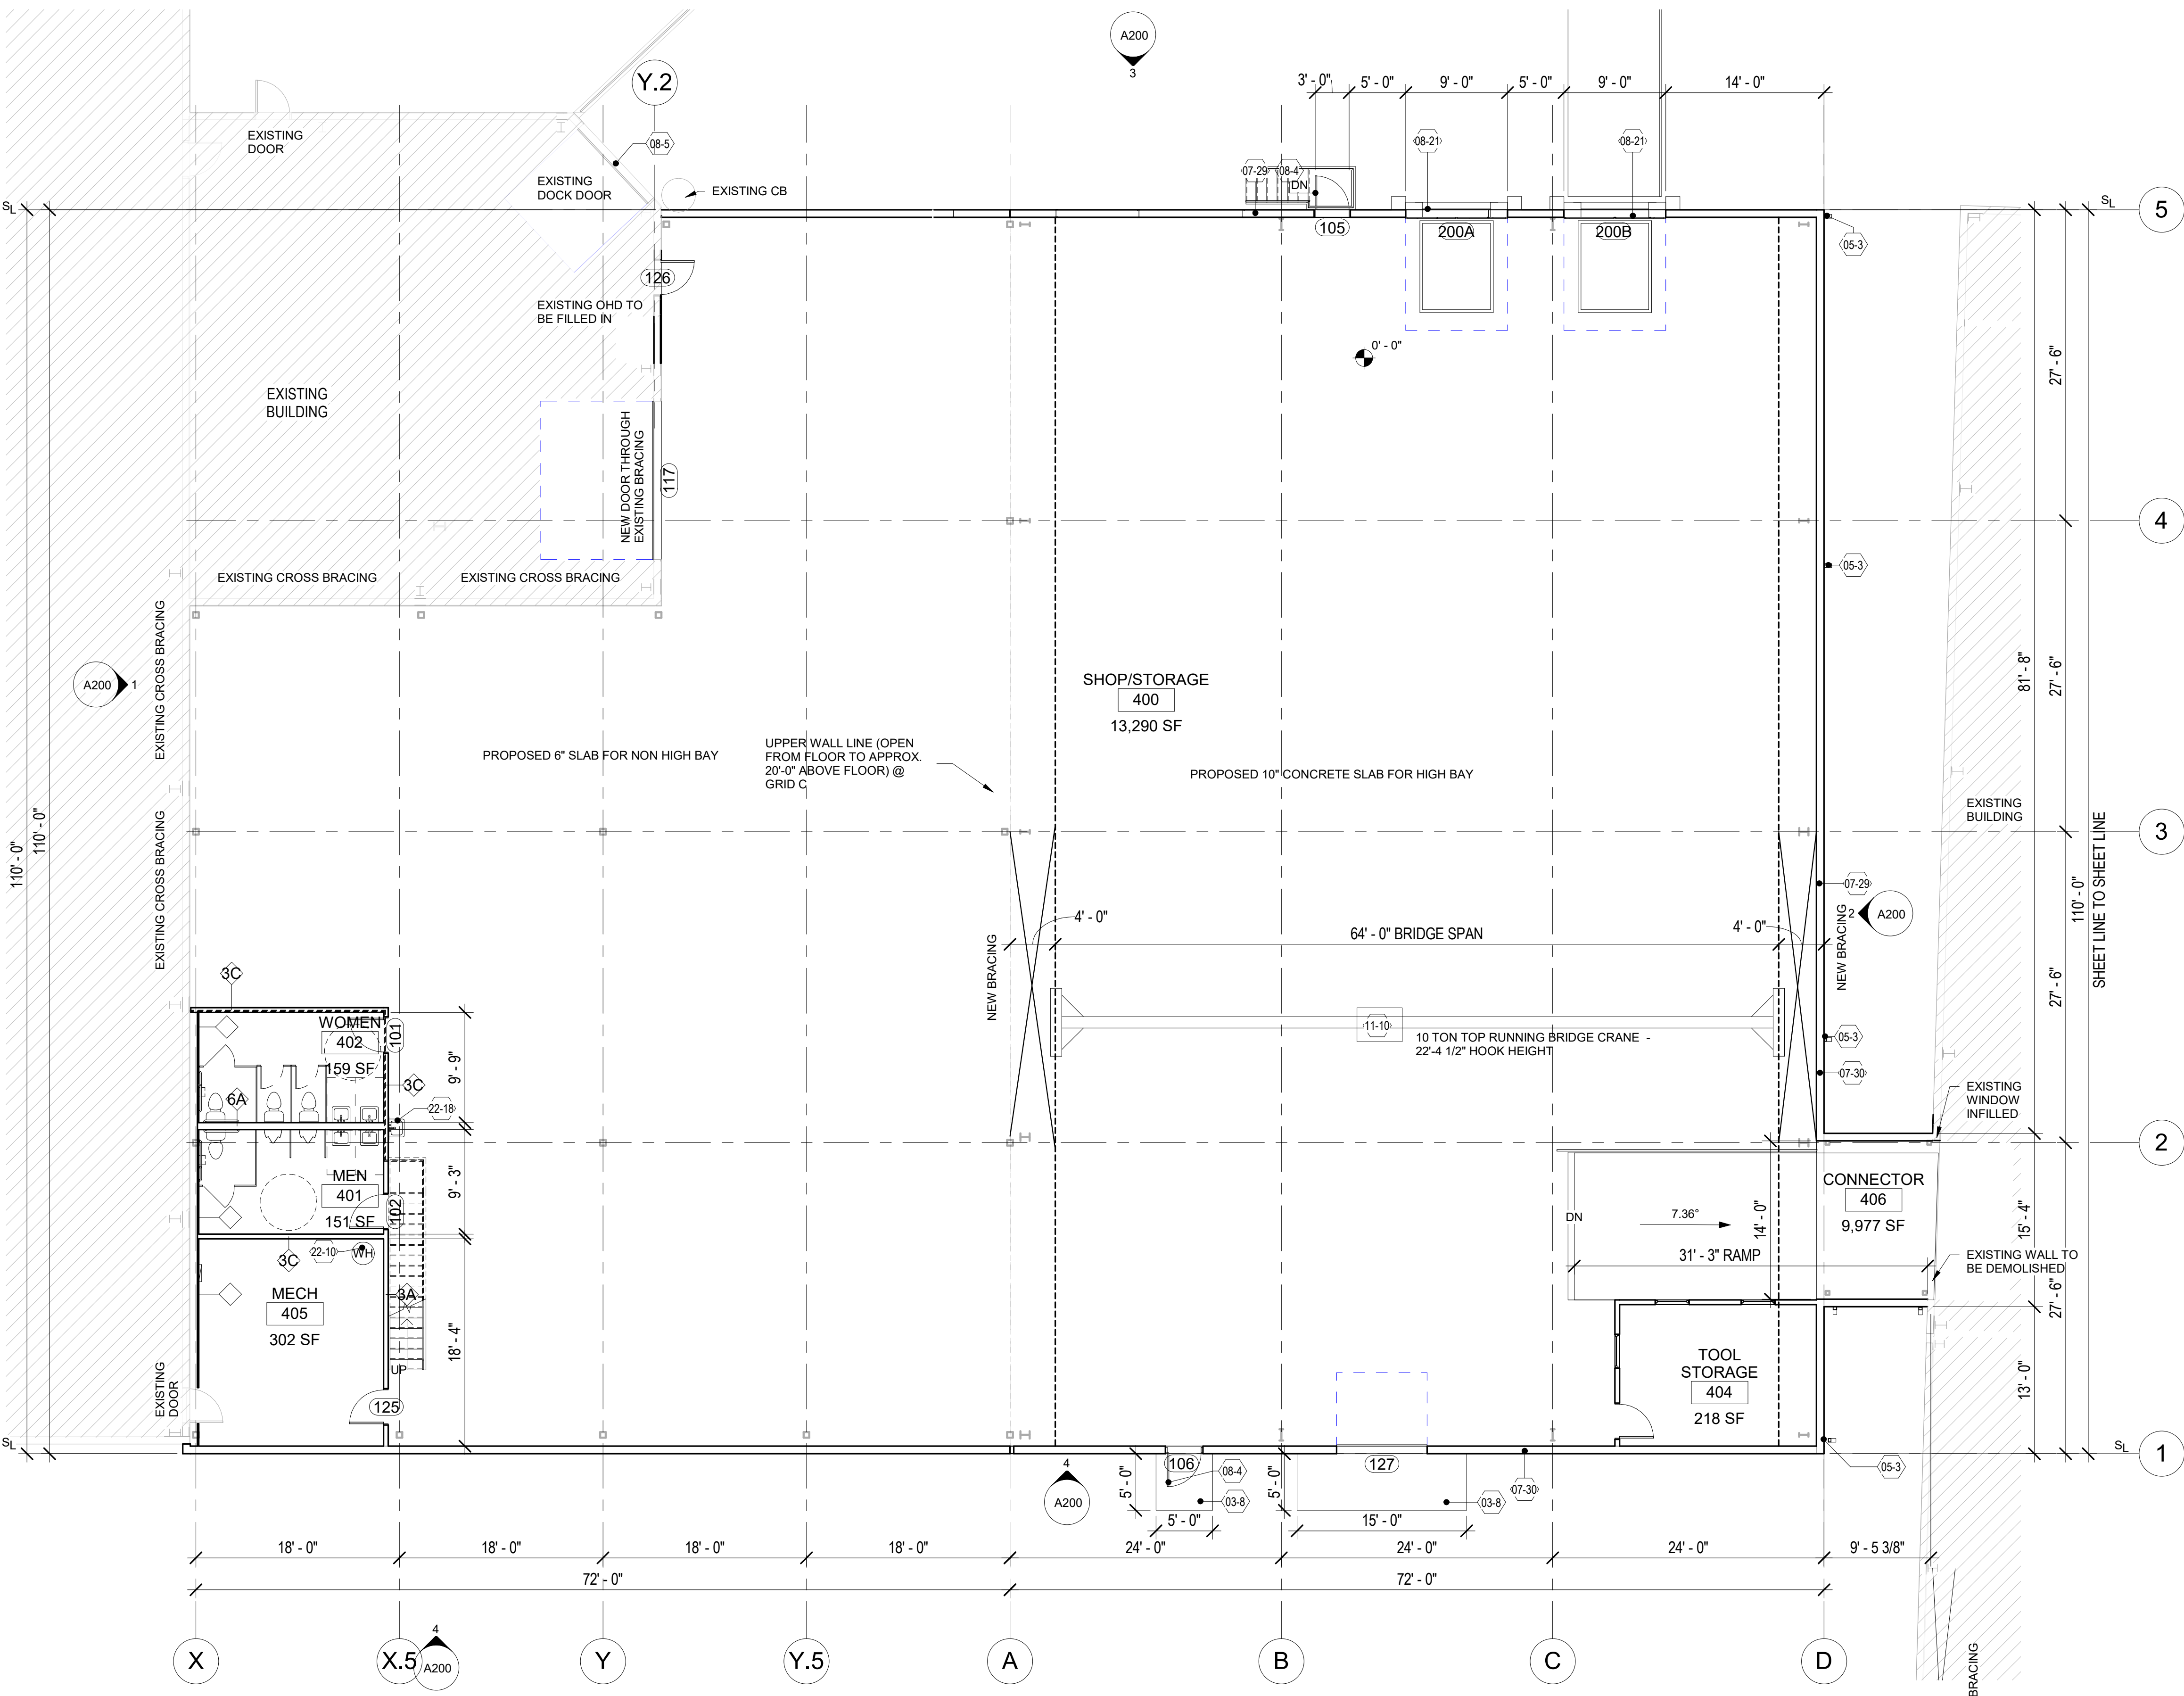 A200
3
Y.2
3' - 0"
5' - 0"
9' - 0"
5' - 0"
9' - 0"
14' - 0"
EXISTING
DOOR
08-5
08-21
08-21
EXISTING
DOCK DOOR
EXISTING CB
07-29
08-4
DN
SL
SL
5
105
200A
200B
05-3
126
EXISTING OHD TO
BE FILLED IN
0' - 0"
27' - 6"
EXISTING
BUILDING
NEW DOOR THROUGH
EXISTING BRACING
117
4
EXISTING CROSS BRACING
EXISTING CROSS BRACING
05-3
EXISTING CROSS BRACING
A200
1
SHOP/STORAGE
400
13,290 SF
81' - 8"
27' - 6"
PROPOSED 6" SLAB FOR NON HIGH BAY
UPPER WALL LINE (OPEN
FROM FLOOR TO APPROX.
20'-0" ABOVE FLOOR) @
GRID C
PROPOSED 10" CONCRETE SLAB FOR HIGH BAY
EXISTING
BUILDING
110' - 0"
110' - 0"
3
EXISTING CROSS BRACING
07-29
2
A200
4' - 0"
64' - 0" BRIDGE SPAN
4' - 0"
NEW BRACING
NEW BRACING
110' - 0"
SHEET LINE TO SHEET LINE
27' - 6"
3C
WOMEN
402
159 SF
101
9' - 9"
11-10
10 TON TOP RUNNING BRIDGE CRANE -
22'-4 1/2" HOOK HEIGHT
05-3
07-30
6A
3C
22-18
EXISTING
WINDOW
INFILLED
2
MEN
401
151 SF
102
9' - 3"
CONNECTOR
406
9,977 SF
DN
7.36°
14' - 0"
31' - 3" RAMP
15' - 4"
3C
22-10
WH
EXISTING WALL TO
BE DEMOLISHED
MECH
405
302 SF
3A
18' - 4"
UP
27' - 6"
EXISTING
DOOR
125
TOOL
STORAGE
404
218 SF
13' - 0"
SL
SL
1
4
A200
5' - 0"
106
08-4
03-8
5' - 0"
5' - 0"
127
03-8
15' - 0"
07-30
05-3
18' - 0"
18' - 0"
18' - 0"
18' - 0"
24' - 0"
24' - 0"
24' - 0"
9' - 5 3/8"
72' - 0"
72' - 0"
X
X.5
4
A200
Y
Y.5
A
B
C
D
BRACING